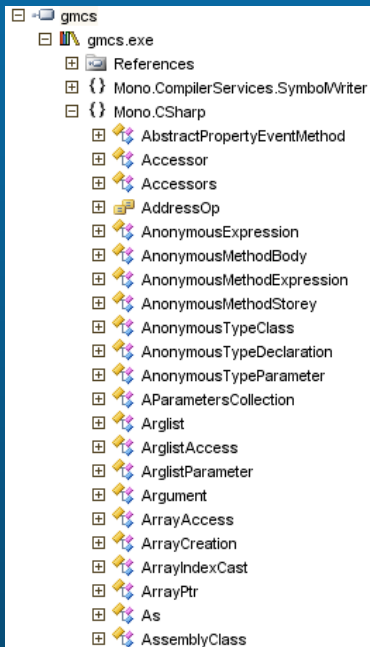 gmcs
gmcs.exe
References
Mono.CompilerServices.SymbolWriter
{} Mono.CSharp
AbstractPropertyEventMethod
Accessor
Accessors
AddressOp
AnonymousExpression
AnonymousMethodBody
AnonymousMethodExpression
AnonymousMethodStorey
AnonymousTypeClass
AnonymousTypeDeclaration
AnonymousTypeParameter
AParametersCollection
Arglist
ArglistAccess
ArglistParameter
Argument
ArrayAccess
ArrayCreation
ArrayIndexCast
ArrayPtr
As
AssemblyClass